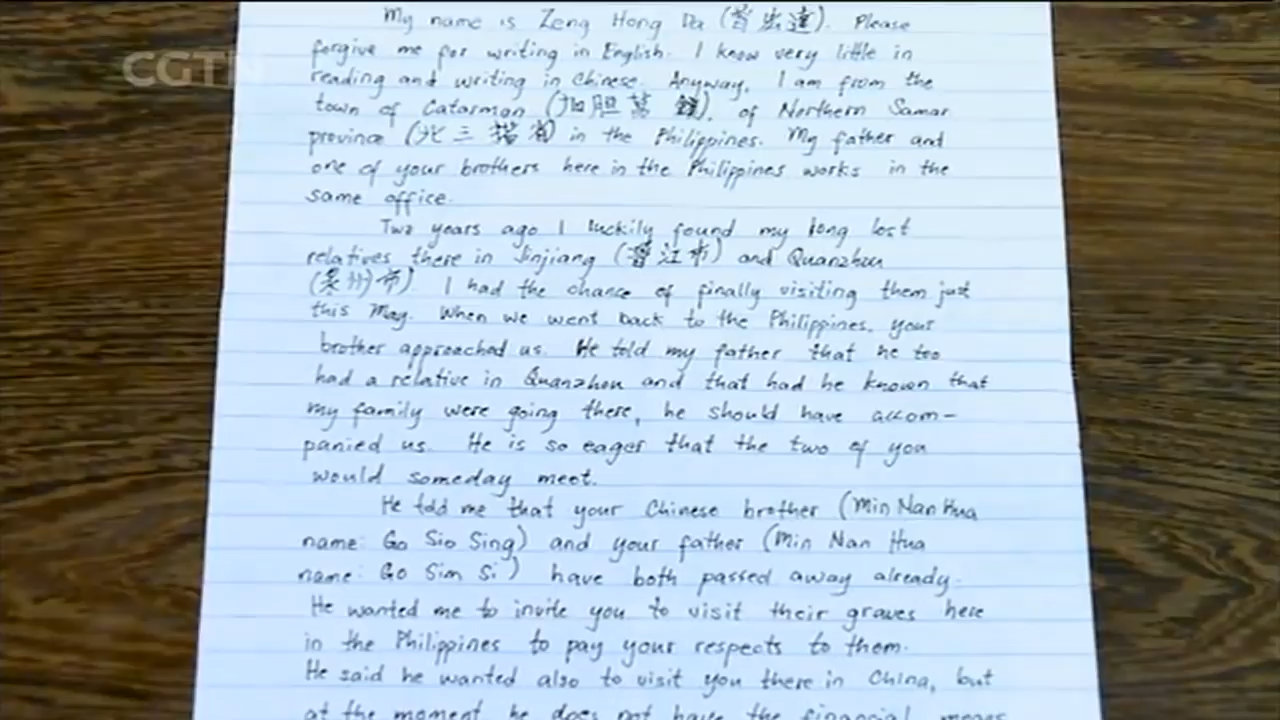 My name is Zeng Hong Da (曾宏達). Please
CGTN
forgive me for writing in English. I know very little in
reading and writing in Chinese. Anyway, I am from the
town of Catarman, of Northern Samar
province in the Philippines. My father and
one of your brothers here in the Philippines works in the
same office.
Two years ago I luckily found my long lost
relatives there in Jinjiang (晋江市) and Quanzhou
(泉州市) I had the chance of finally visiting them just
this May. When we went back to the Philippines, your
brother approached us. He told my father that he too
had a relative in Quanzhou and that had he known that
my family were going there, he should have accom-
panied us. He is so eager that the two of you
would someday meet.
He told me that your Chinese brother (Min Nan Hua
name: Go Sio Sing) and your father (Min Nan Hua
name: Go Sim Si) have both passed away already.
He wanted me to invite you to visit their graves here
in the Philippines to pay your respects to them.
He said he wanted also to visit you there in China, but
at the moment he does not have the financial means